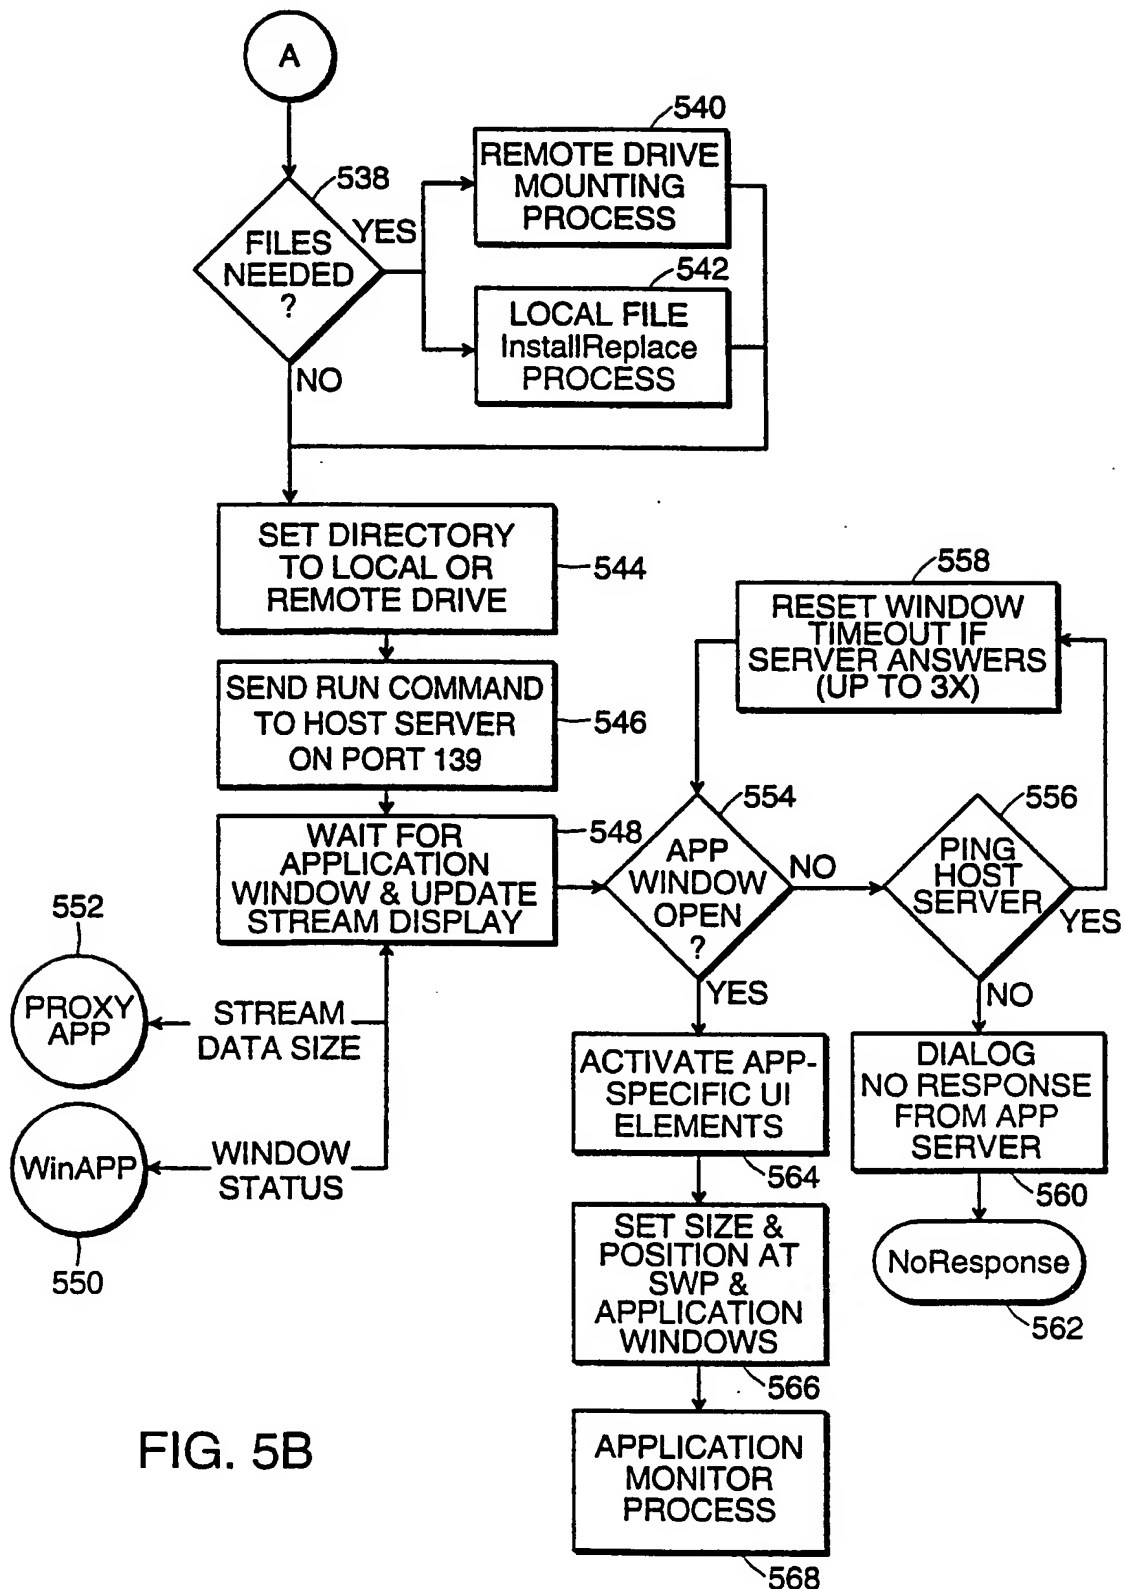 A
540
REMOTE DRIVE
MOUNTING
PROCESS
538
FILES
NEEDED
?
YES
NO
542
LOCAL FILE
InstallReplace
PROCESS
SET DIRECTORY
TO LOCAL OR
REMOTE DRIVE
544
SEND RUN COMMAND
TO HOST SERVER
ON PORT 139
546
WAIT FOR
APPLICATION
WINDOW & UPDATE
STREAM DISPLAY
548
558
RESET WINDOW
TIMEOUT IF
SERVER ANSWERS
(UP TO 3X)
554
APP
WINDOW
OPEN
?
NO
YES
556
PING
HOST
SERVER
YES
NO
552
PROXY
APP
STREAM
DATA SIZE
WinAPP
WINDOW
STATUS
550
ACTIVATE APP-
SPECIFIC UI
ELEMENTS
564
DIALOG
NO RESPONSE
FROM APP
SERVER
560
SET SIZE &
POSITION AT
SWP &
APPLICATION
WINDOWS
566
NoResponse
562
APPLICATION
MONITOR
PROCESS
568
FIG. 5B